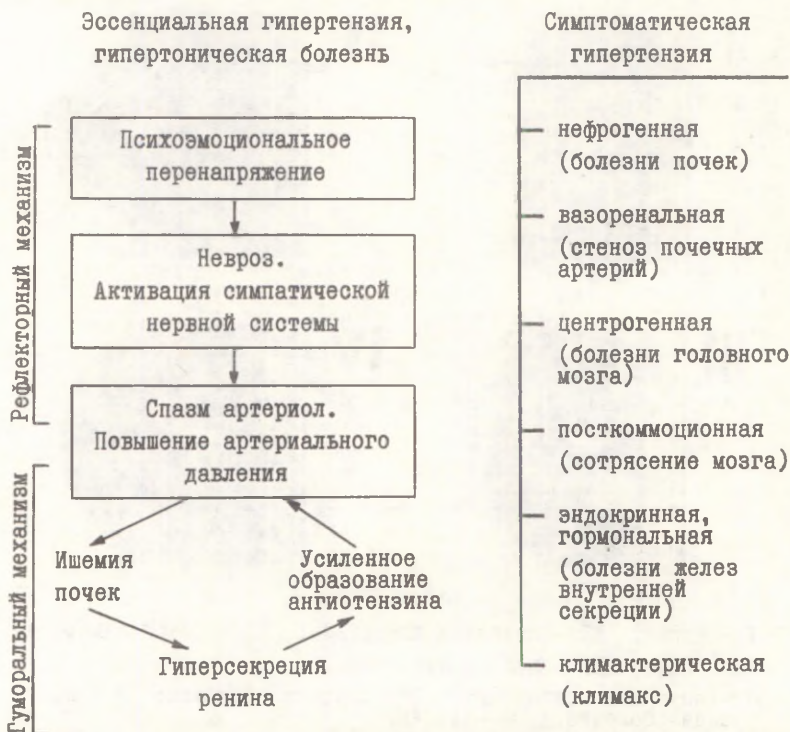 Эссенциальная гипертензия,
гипертоническая болезнь
Рефлекторный механизм
Психоэмоциональное
перенапряжение
Невроз.
Активация симпатической
нервной системы
Спазм артериол.
Повышение артериального
давления
Гуморальный механизм
Ишемия
почек
Усиленное
образование
ангиотензина
Гиперсекреция
ренина
Симптоматическая
гипертензия
нефрогенная
(болезни почек)
вазоренальная
(стеноз почечных
артерий)
центрогенная
(болезни головного
мозга)
посткоммоционная
(сотрясение мозга)
эндокринная,
гормональная
(болезни желез
внутренней
секреции)
климактерическая
(климакс)